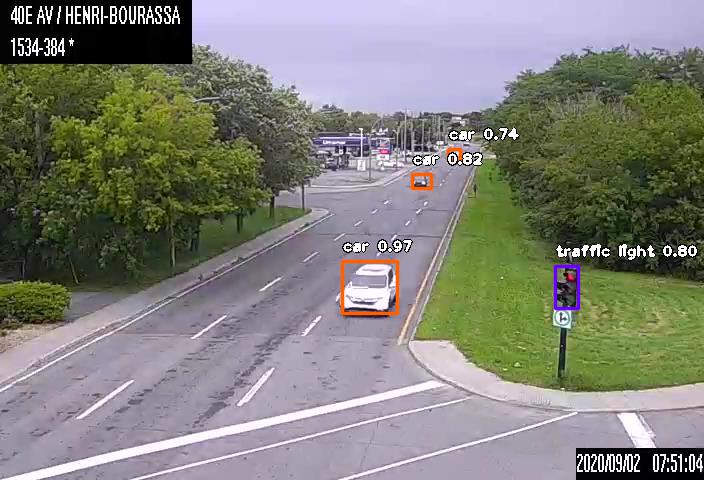 40E AV / HENRI-BOURASSA
1534-384 *
car 0.74
car 0.82
car 0.97
traffic light 0.80
2020/09/02 07:51:04